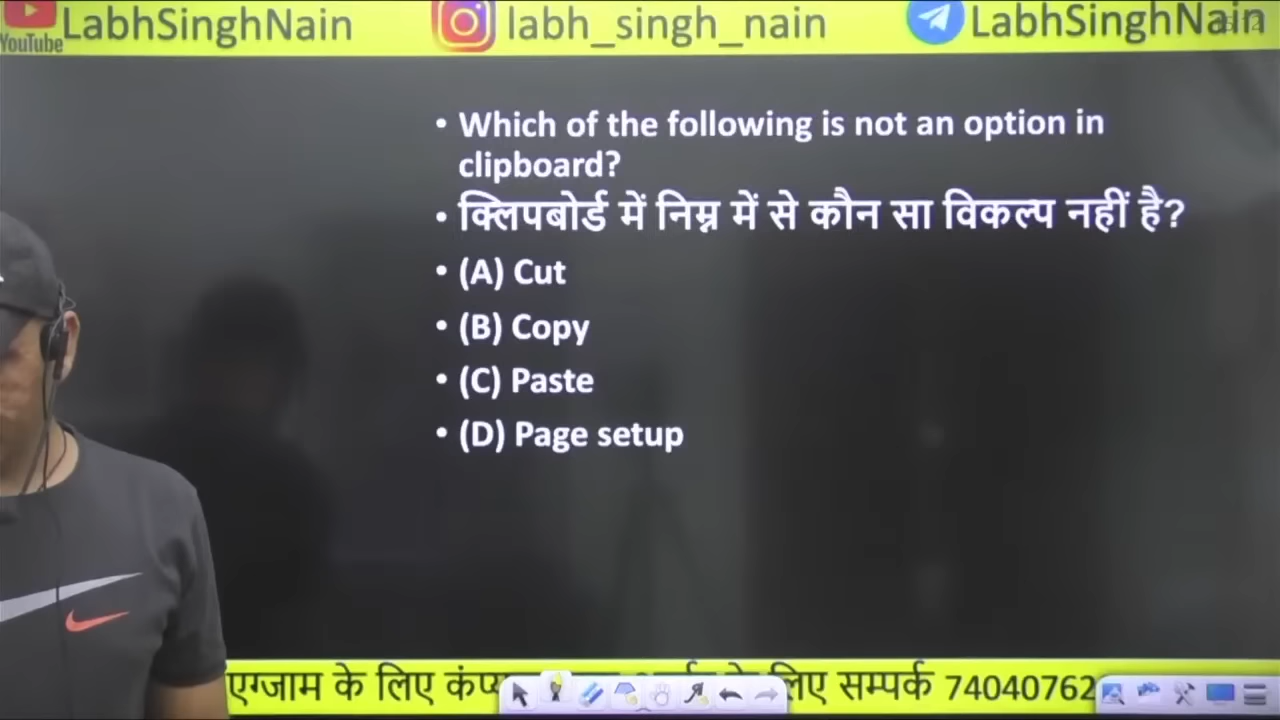 YouTube
LabhSinghNain
labh_singh_nain
LabhSinghNain
• Which of the following is not an option in
clipboard?
• क्लिपबोर्ड में निम्न में से कौन सा विकल्प नहीं है?
• (A) Cut
• (B) Copy
• (C) Paste
• (D) Page setup
एग्जाम के लिए सम्पर्क 74040762